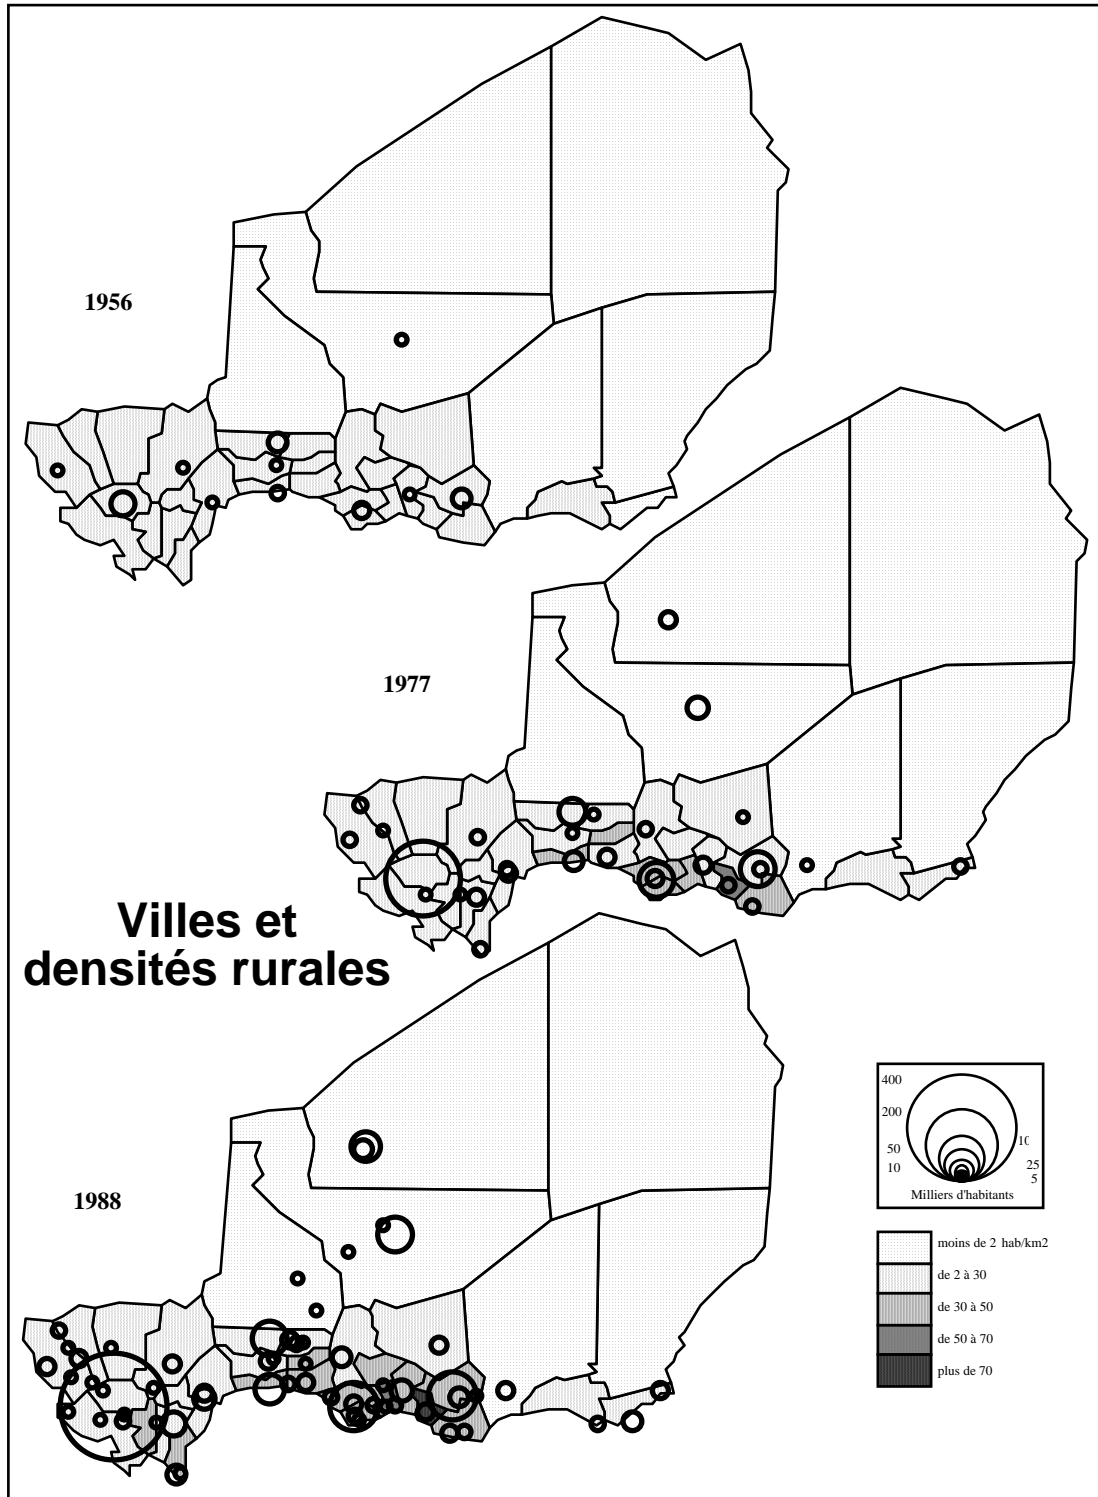 1956
1977
Villes et
densités rurales
1988
400
200
50
10
25
5
Milliers d'habitants
moins de 2 hab/km2
de 2 à 30
de 30 à 50
de 50 à 70
plus de 70